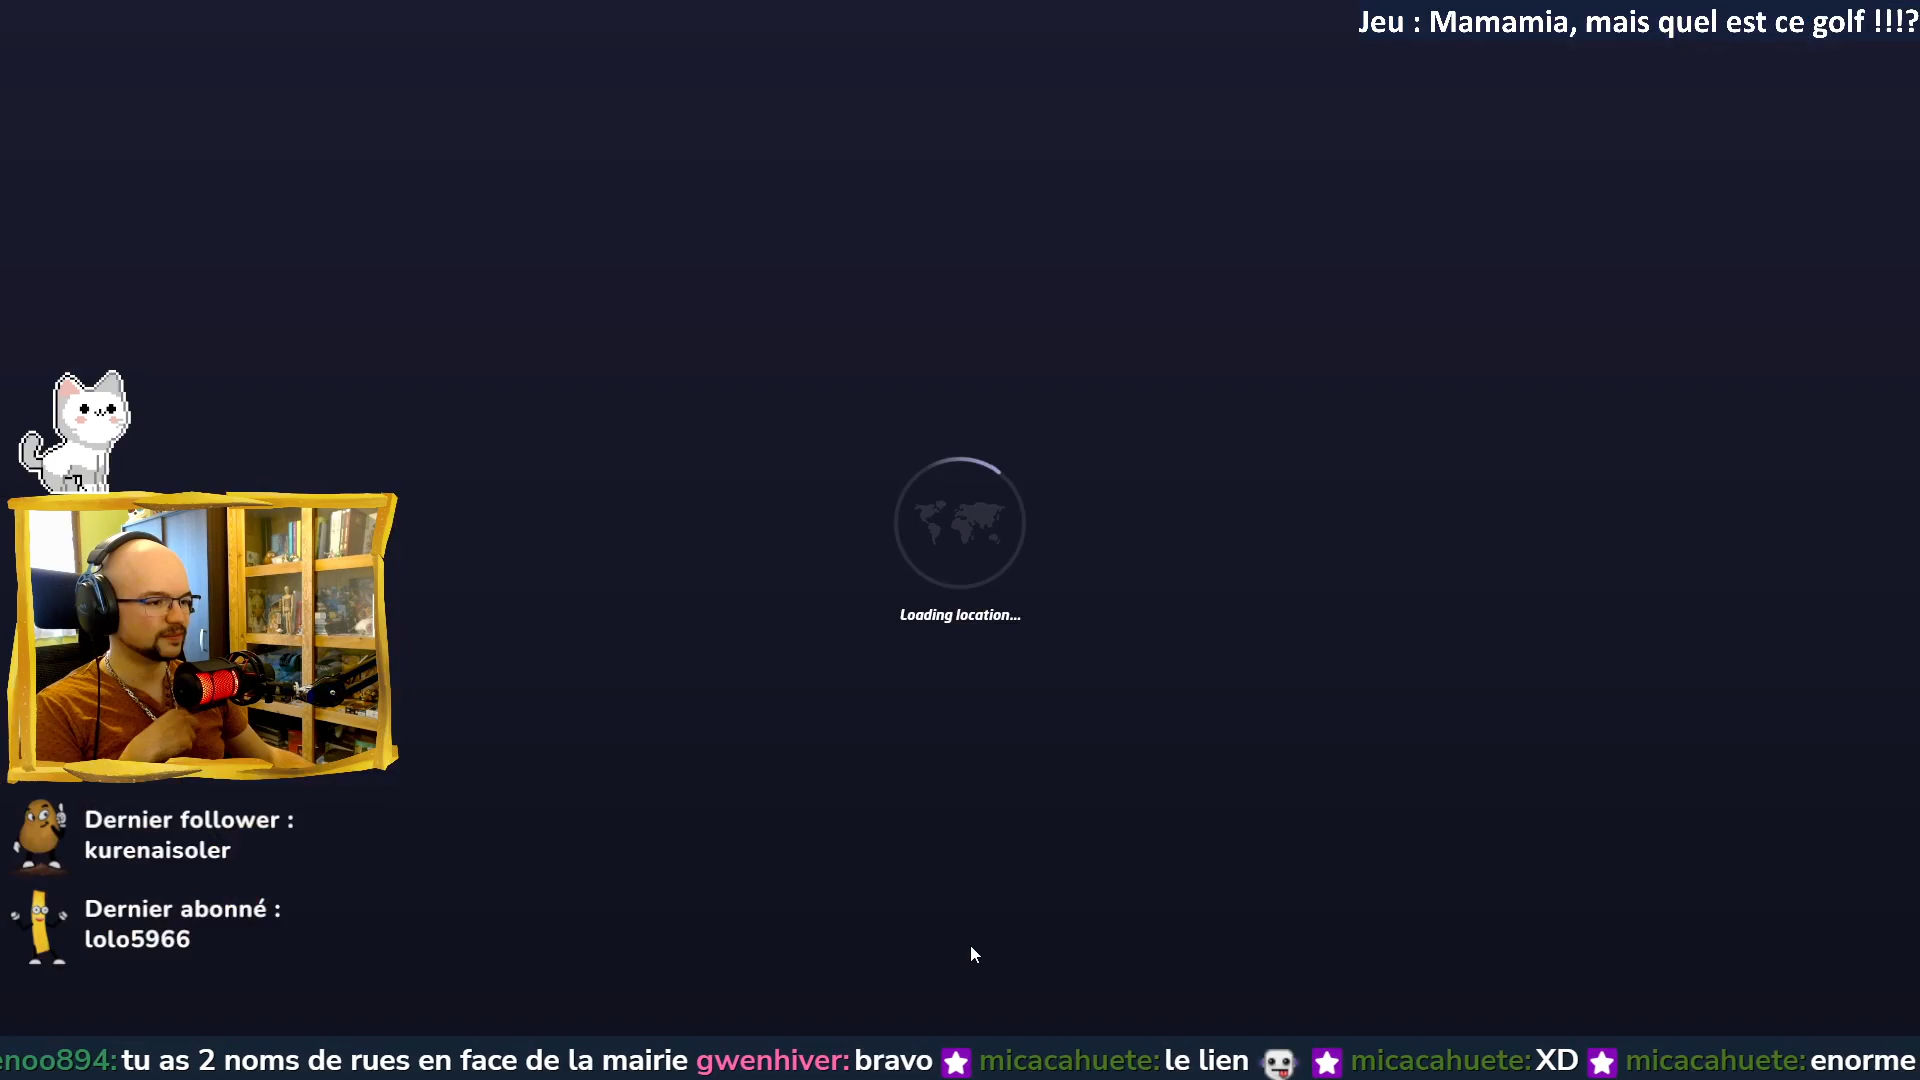 Jeu : Mamamia, mais quel est ce golf !!!?
Loading location...
Dernier follower :
kurenaisoler
Dernier abonné :
lolo5966
enoo894: tu as 2 noms de rues en face de la mairie gwenhiver: bravo micacahuete: le lien micacahuete: XD micacahuete: enorme